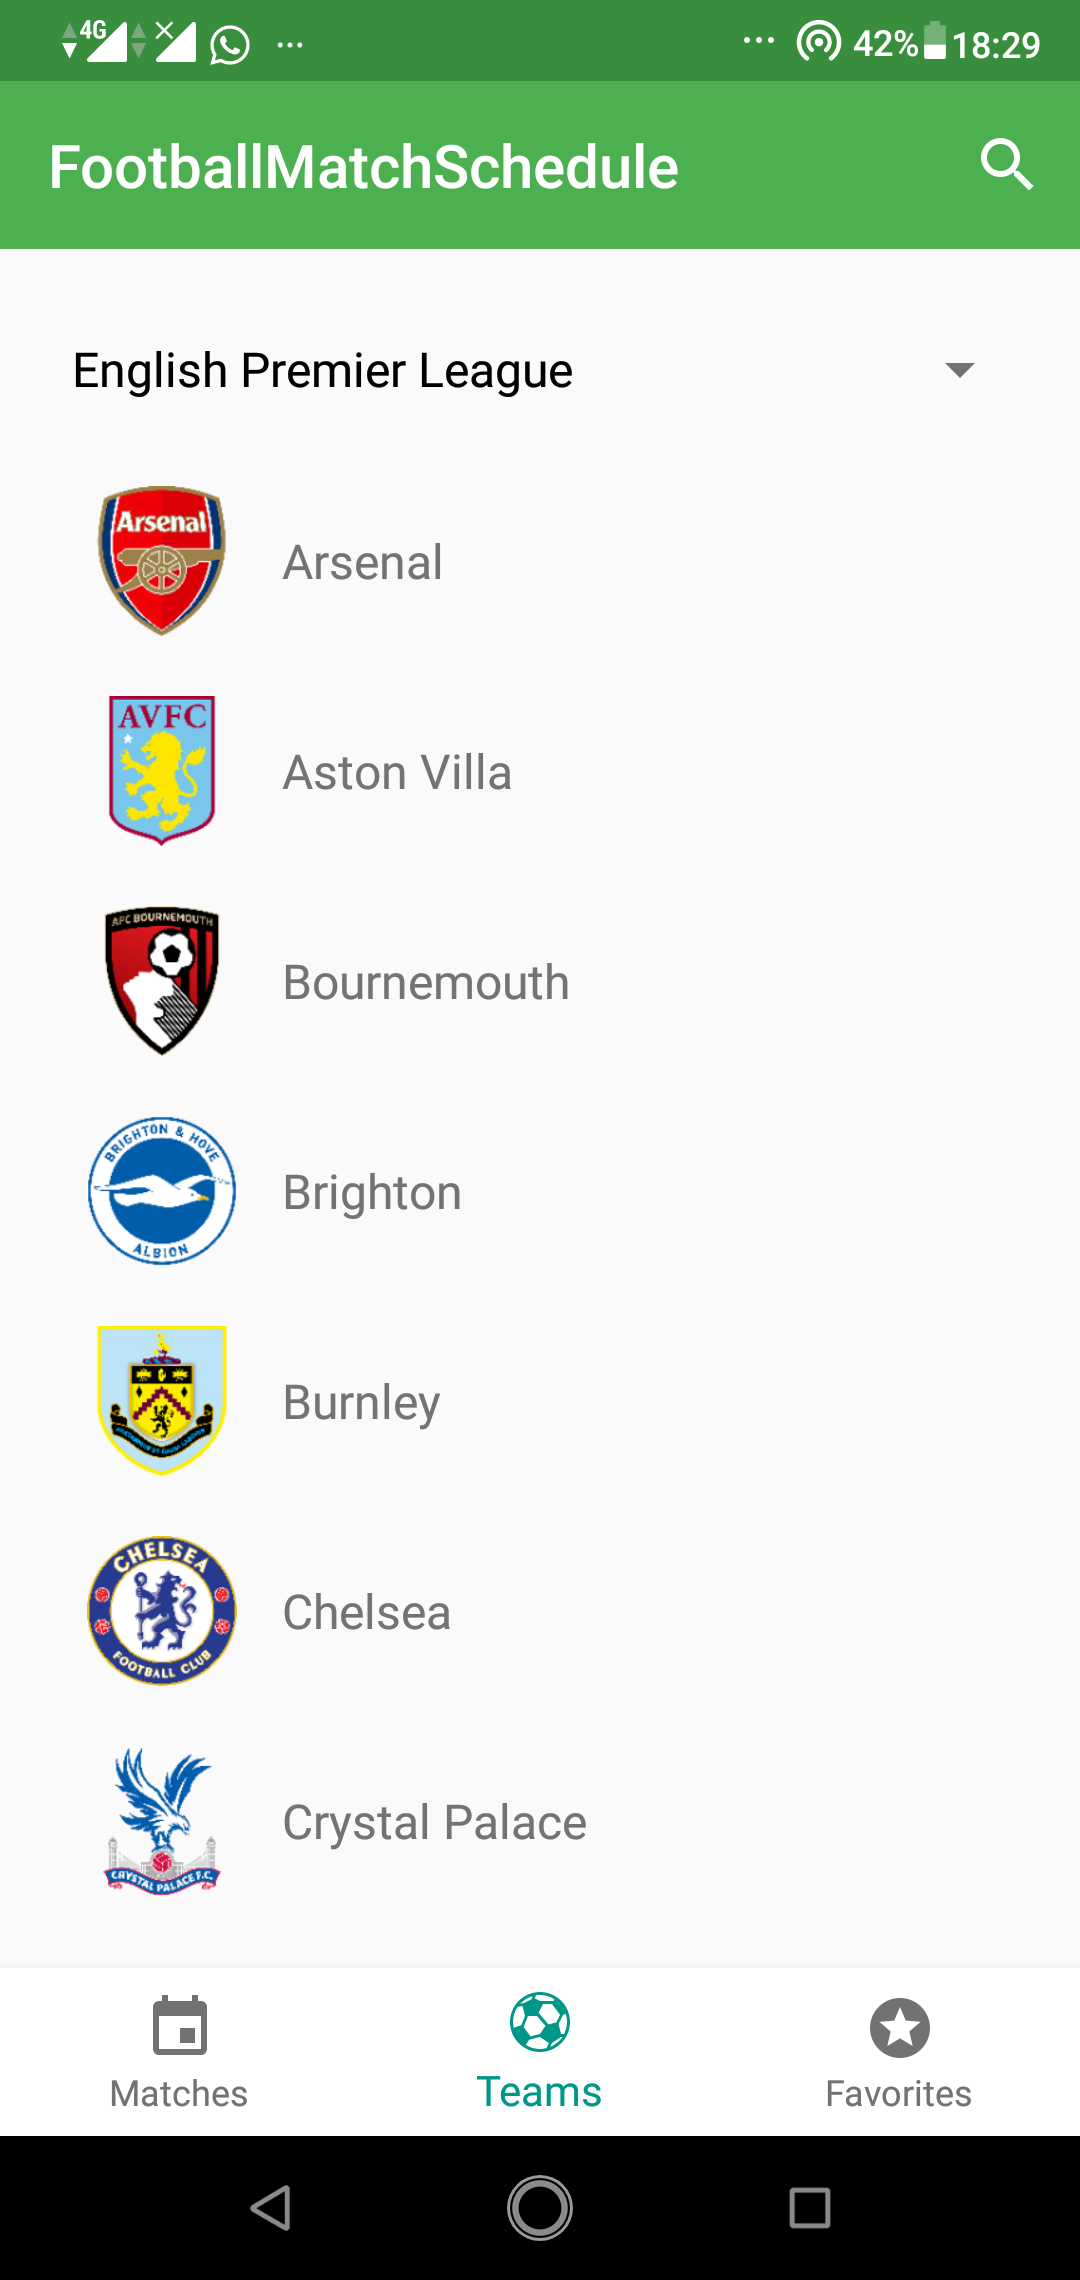 4G 42% 18:29
FootballMatchSchedule
English Premier League
Arsenal
Arsenal
AVFC
Aston Villa
AFC BOURNEMOUTH
Bournemouth
BRIGHTON & HOVE
ALBION
Brighton
Burnley
CHELSEA
FOOTBALL CLUB
Chelsea
CRYSTAL PALACE F.C.
Crystal Palace
Matches Teams Favorites